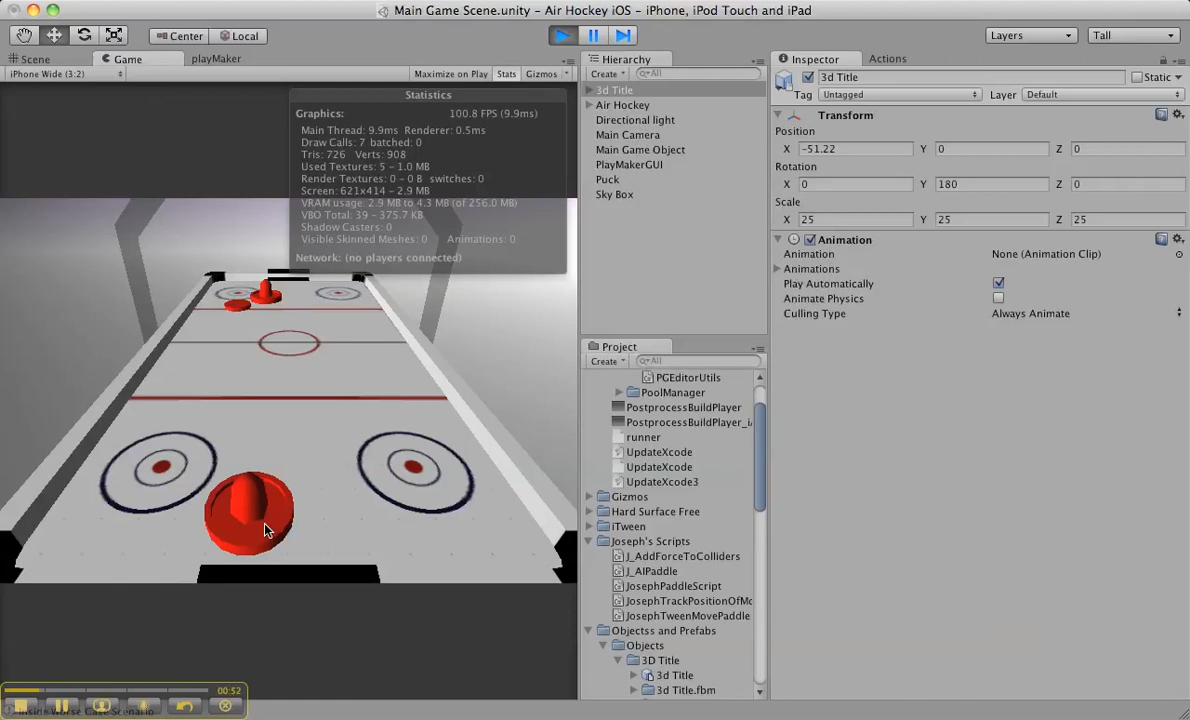 Main Game Scene.unity - Air Hockey iOS - iPhone, iPod Touch and iPad
Center Local Layers Tall
Scene Game playMaker
iPhone Wide (3:2) Maximize on Play Stats Gizmos
Statistics
Graphics: 100.8 FPS (9.9ms)
Main Thread: 9.9ms Renderer: 0.5ms
Draw Calls: 7 batched: 0
Tris: 726 Verts: 908
Used Textures: 5 - 1.0 MB
Render Textures: 0 - 0 B switches: 0
Screen: 621x414 - 2.9 MB
VRAM usage: 2.9 MB to 4.3 MB (of 256.0 MB)
VBO Total: 39 - 375.7 KB
Shadow Casters: 0
Visible Skinned Meshes: 0 Animations: 0
Network: (no players connected)
Hierarchy
Create All
3d Title
Air Hockey
Directional light
Main Camera
Main Game Object
PlayMakerGUI
Puck
Sky Box
Project
Create All
PGEditorUtils
PoolManager
PostprocessBuildPlayer
PostprocessBuildPlayer_i
runner
UpdateXcode
UpdateXcode
UpdateXcode3
Gizmos
Hard Surface Free
iTween
Joseph's Scripts
J_AddForceToColliders
J_AIPaddle
JosephPaddleScript
JosephTrackPositionOfMo
JosephTweenMovePaddle
Objectss and Prefabs
Objects
3D Title
3d Title
3d Title.fbm
Inspector Actions
3d Title Static
Tag Untagged Layer Default
Transform
Position
X -51.22 Y 0 Z 0
Rotation
X 0 Y 180 Z 0
Scale
X 25 Y 25 Z 25
Animation
Animation None (Animation Clip)
Animations
Play Automatically
Animate Physics
Culling Type Always Animate
00:52
Inside Worse Case Scenario